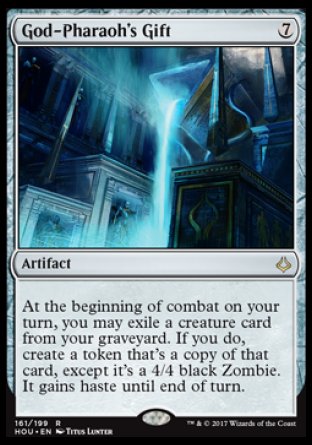 God-Pharaoh's Gift 7
Artifact
At the beginning of combat on your
turn, you may exile a creature card
from your graveyard. If you do,
create a token that's a copy of that
card, except it's a 4/4 black Zombie.
It gains haste until end of turn.
161/199 R
HOU • EN Titus Lunter
™ & © 2017 Wizards of the Coast